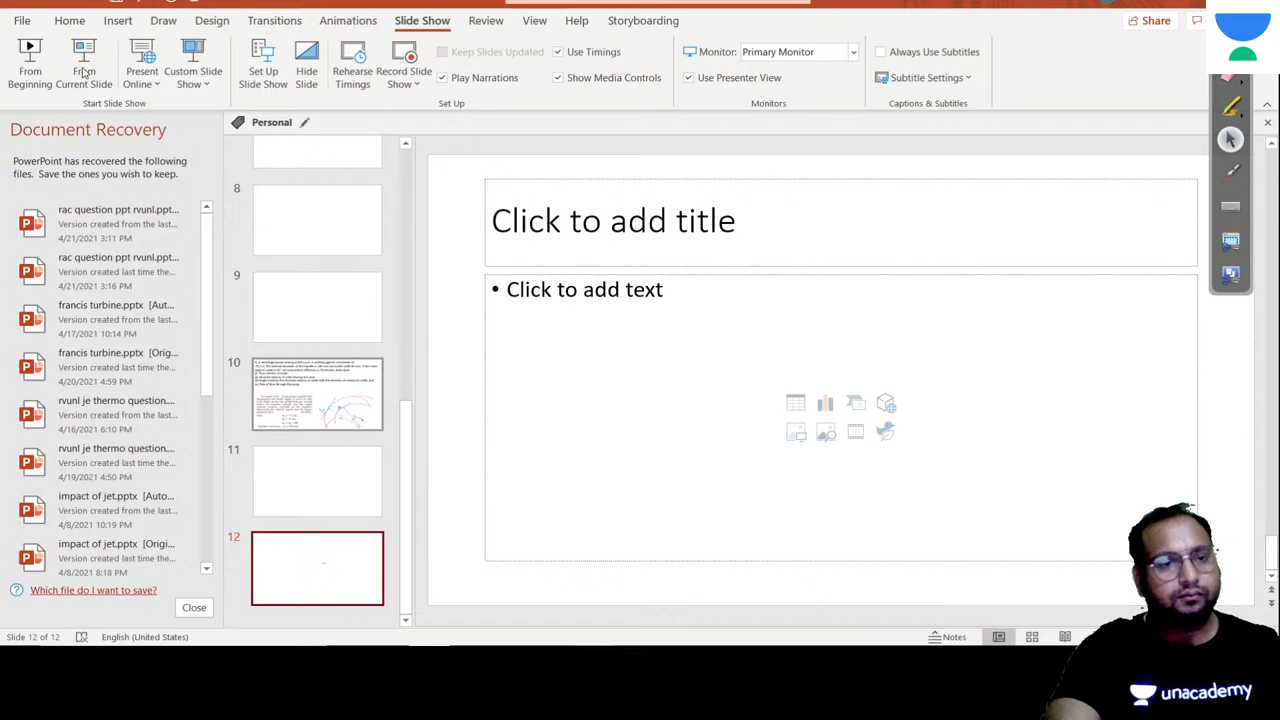 File Home Insert Draw Design Transitions Animations Slide Show Review View Help Storyboarding Share
From Beginning
From Current Slide
Present Online
Custom Slide Show
Set Up Slide Show
Hide Slide
Rehearse Timings
Record Slide Show
Keep Slides Updated
Use Timings
Play Narrations
Show Media Controls
Monitor: Primary Monitor
Use Presenter View
Always Use Subtitles
Subtitle Settings
Start Slide Show
Set Up
Monitors
Captions & Subtitles
Document Recovery
PowerPoint has recovered the following
files. Save the ones you wish to keep.
rac question ppt rvunl.ppt...
Version created from the last...
4/21/2021 3:11 PM
rac question ppt rvunl.ppt...
Version created last time the...
4/21/2021 3:16 PM
francis turbine.pptx [Aut...
Version created from the last...
4/17/2021 10:14 PM
francis turbine.pptx [Orig...
Version created last time the...
4/20/2021 4:59 PM
rvunl je thermo question....
Version created from the last...
4/16/2021 6:10 PM
rvunl je thermo question....
Version created last time the...
4/19/2021 4:50 PM
impact of jet.pptx [Auto...
Version created from the last...
4/8/2021 10:19 PM
impact of jet.pptx [Origi...
Version created last time the...
4/8/2021 8:18 PM
Which file do I want to save?
Close
Personal
8
9
10
11
12
Click to add title
• Click to add text
Slide 12 of 12
English (United States)
Notes
unacademy